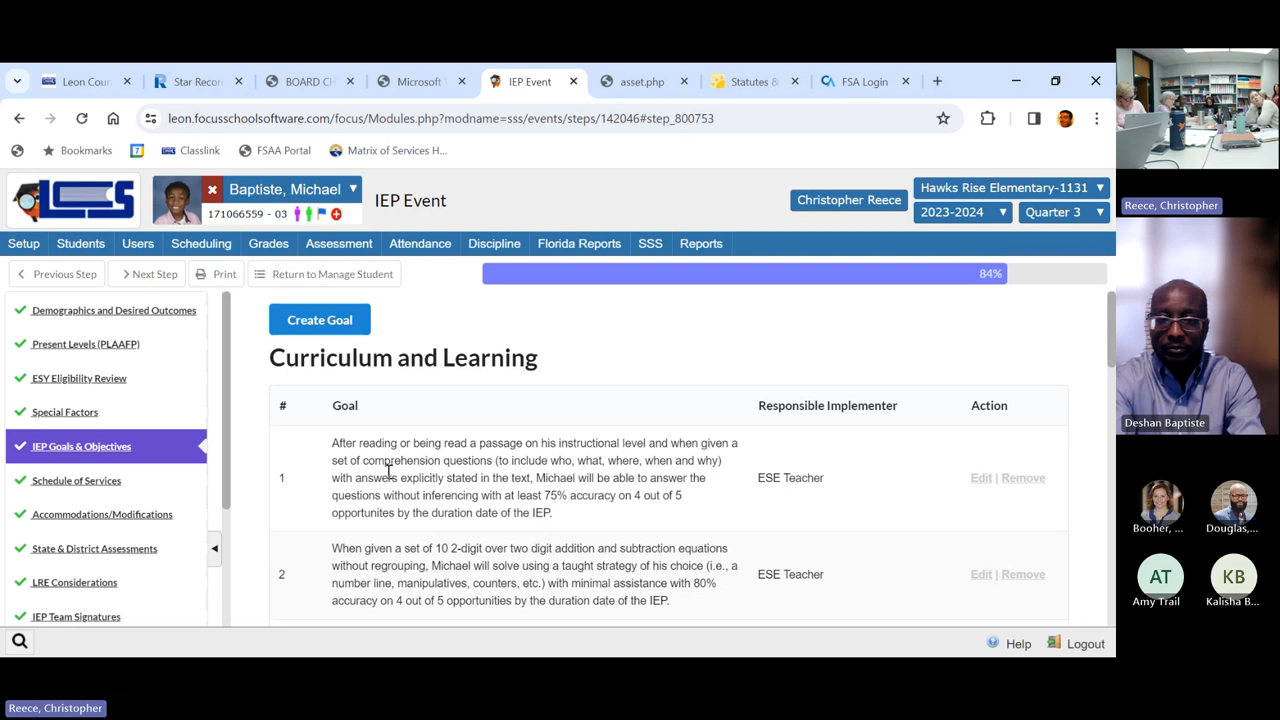 Leon Coun
Star Recor
BOARD CH
Microsoft
IEP Event
asset.php
Statutes &
FSA Login
leon.focusschoolsoftware.com/focus/Modules.php?modname=sss/events/steps/142046#step_800753
Bookmarks
7
Classlink
FSAA Portal
Matrix of Services H...
LCS
Baptiste, Michael
171066559 - 03
IEP Event
Christopher Reece
Hawks Rise Elementary-1131
2023-2024
Quarter 3
Setup Students Users Scheduling Grades Assessment Attendance Discipline Florida Reports SSS Reports
Previous Step
Next Step
Print
Return to Manage Student
84%
Demographics and Desired Outcomes
Present Levels (PLAAFP)
ESY Eligibility Review
Special Factors
IEP Goals & Objectives
Schedule of Services
Accommodations/Modifications
State & District Assessments
LRE Considerations
IEP Team Signatures
Create Goal
Curriculum and Learning
# Goal Responsible Implementer Action
1
After reading or being read a passage on his instructional level and when given a
set of comprehension questions (to include who, what, where, when and why)
with answers explicitly stated in the text, Michael will be able to answer the
questions without inferencing with at least 75% accuracy on 4 out of 5
opportunites by the duration date of the IEP.
ESE Teacher
Edit | Remove
2
When given a set of 10 2-digit over two digit addition and subtraction equations
without regrouping, Michael will solve using a taught strategy of his choice (i.e., a
number line, manipulatives, counters, etc.) with minimal assistance with 80%
accuracy on 4 out of 5 opportunities by the duration date of the IEP.
ESE Teacher
Edit | Remove
Help
Logout
Reece, Christopher
Reece, Christopher
Deshan Baptiste
Booher, ...
Douglas,...
AT
Amy Trail
KB
Kalisha B...